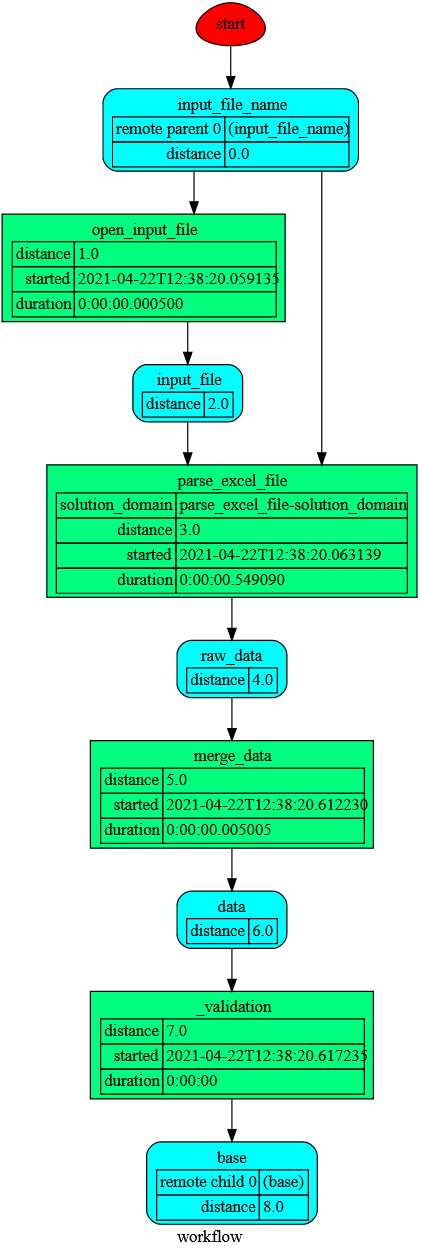 start
input_file_name
remote parent 0 (input_file_name)
distance 0.0
open_input_file
distance 1.0
started 2021-04-22T12:38:20.059135
duration 0:00:00.000500
input_file
distance 2.0
parse_excel_file
solution_domain parse_excel_file-solution_domain
distance 3.0
started 2021-04-22T12:38:20.063139
duration 0:00:00.549090
raw_data
distance 4.0
merge_data
distance 5.0
started 2021-04-22T12:38:20.612230
duration 0:00:00.005005
data
distance 6.0
_validation
distance 7.0
started 2021-04-22T12:38:20.617235
duration 0:00:00
base
remote child 0 (base)
distance 8.0
workflow